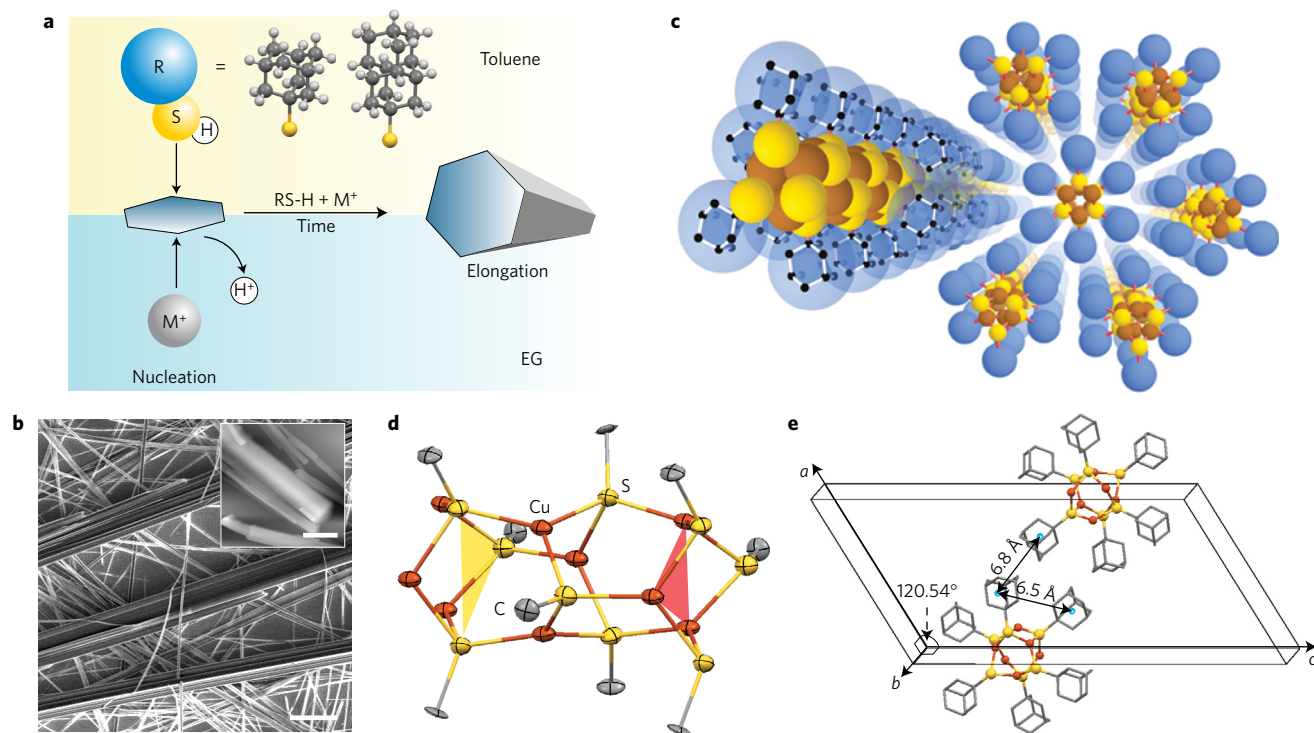 a
R
S
H
=
Toluene
RS-H + M⁺
Time
Elongation
H⁺
M⁺
Nucleation
EG
b
c
d
S
Cu
C
e
a
6.8 Å
6.5 Å
120.54°
b
c